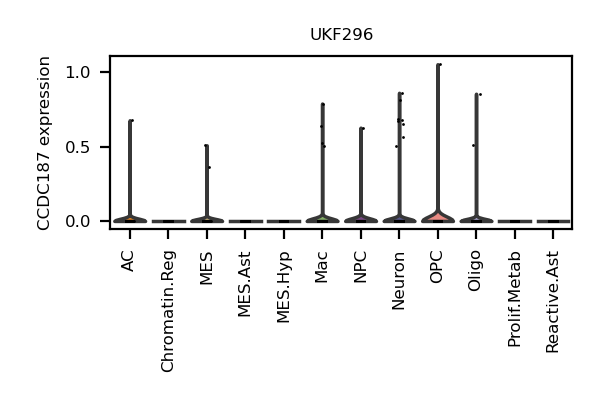 UKF296
CCDC187 expression
1.0
0.5
0.0
AC
Chromatin.Reg
MES
MES.Ast
MES.Hyp
Mac
NPC
Neuron
OPC
Oligo
Prolif.Metab
Reactive.Ast